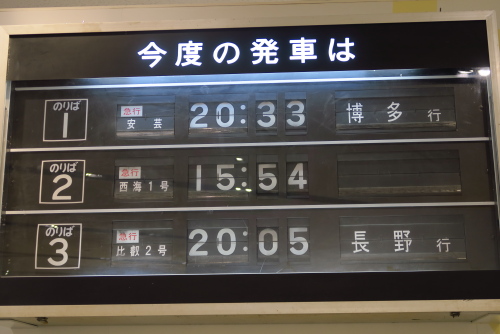 今度の発車は
のりば 1 急行 安芸 20:33 博多 行
のりば 2 急行 西海1号 15:54
のりば 3 急行 比叡2号 20:05 長野 行